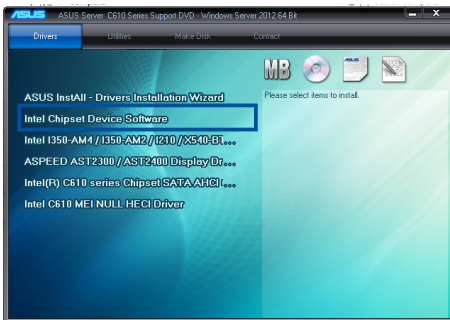 ASUS ASUS Server C610 Series Support DVD - Windows Server 2012 64 Bit
Drivers Utilities Make Disk Contact
MB
ASUS InstAll - Drivers Installation Wizard
Please select items to install.
Intel Chipset Device Software
Intel I350-AM4 / I350-AM2 / I210 / X540-BT...
ASPEED AST2300 / AST2400 Display Dr...
Intel(R) C610 series Chipset SATA AHCI (...
Intel C610 MEI NULL HECI Driver